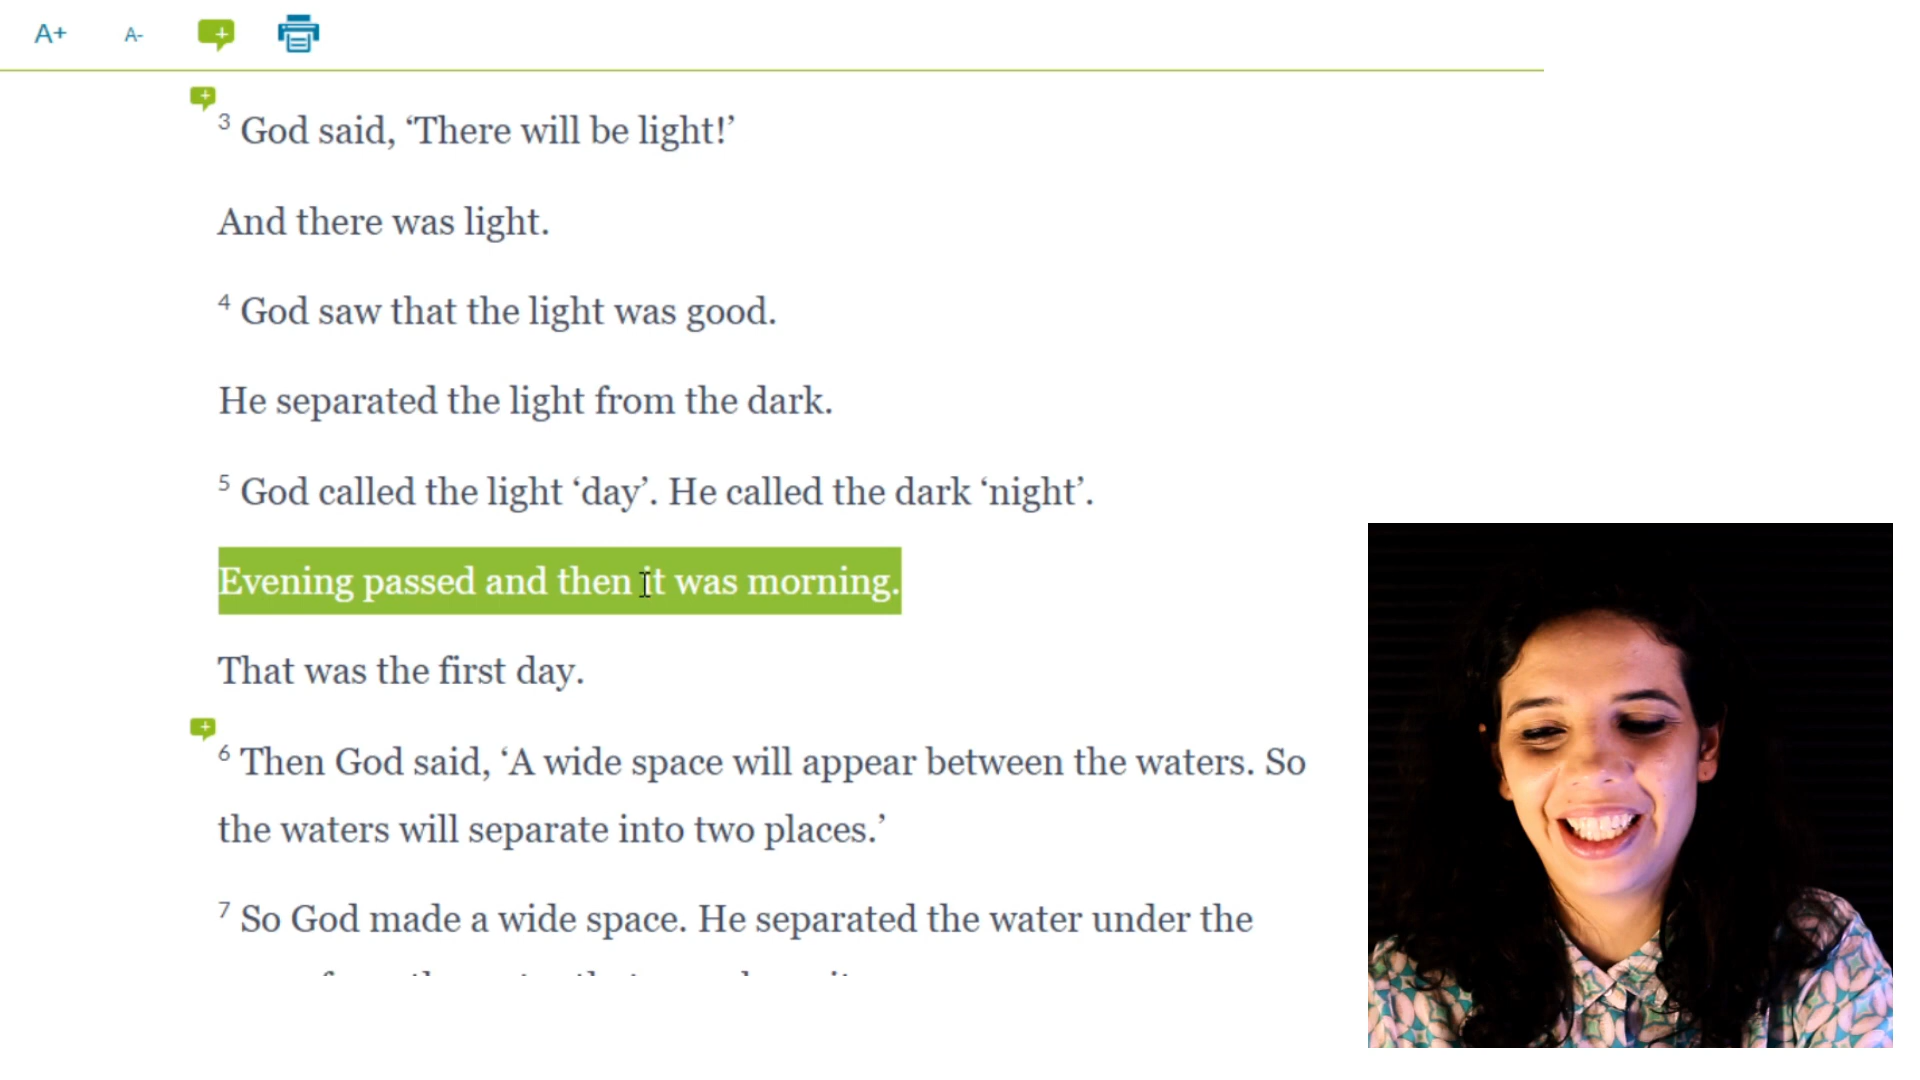 A+ A-
3 God said, ‘There will be light!’
And there was light.
4 God saw that the light was good.
He separated the light from the dark.
5 God called the light ‘day’. He called the dark ‘night’.
Evening passed and then it was morning.
That was the first day.
6 Then God said, ‘A wide space will appear between the waters. So
the waters will separate into two places.’
7 So God made a wide space. He separated the water under the